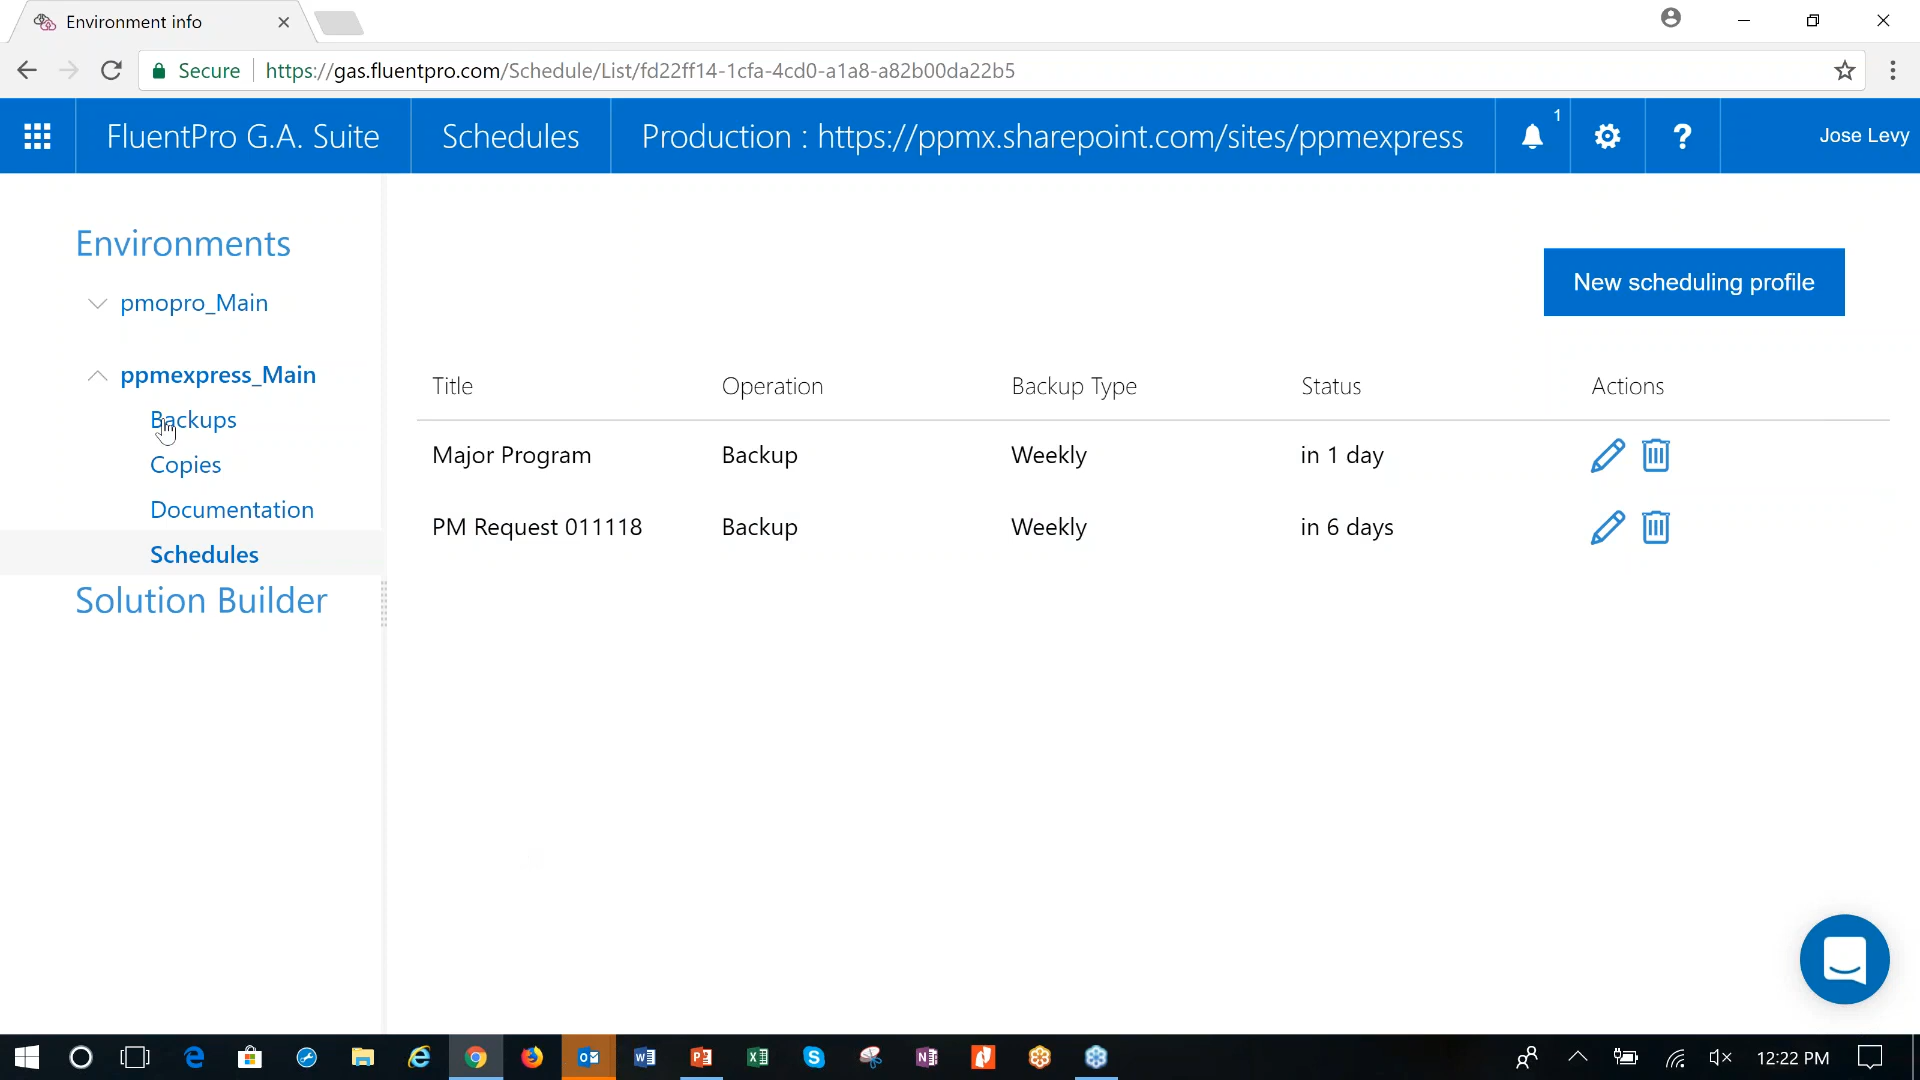 Environment info
Secure
https://gas.fluentpro.com/Schedule/List/fd22ff14-1cfa-4cd0-a1a8-a82b00da22b5
FluentPro G.A. Suite
Schedules
Production : https://ppmx.sharepoint.com/sites/ppmexpress
1
?
Jose Levy
Environments
pmopro_Main
ppmexpress_Main
Backups
Copies
Documentation
Schedules
Solution Builder
New scheduling profile
Title Operation Backup Type Status Actions
Major Program Backup Weekly in 1 day
PM Request 011118 Backup Weekly in 6 days
12:22 PM